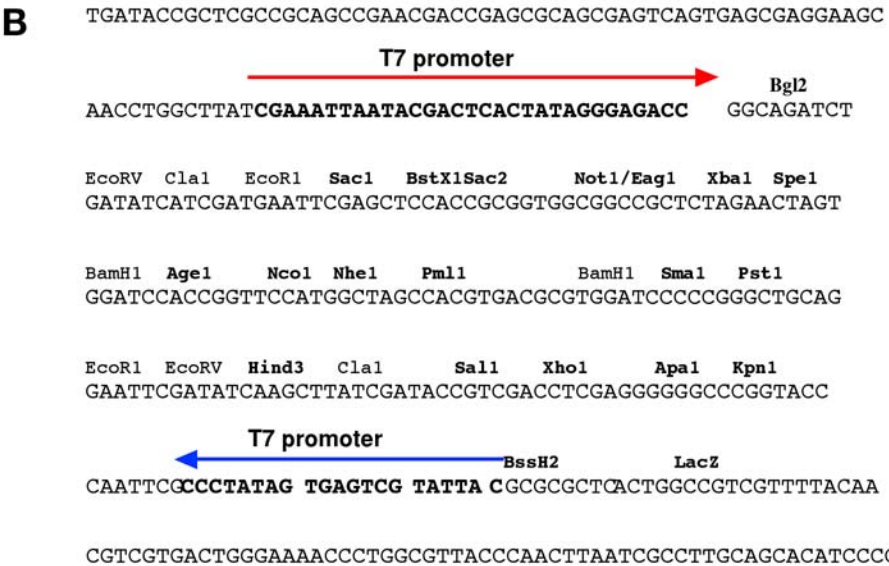 B
TGATACCGCTCGCCGCAGCCGAACGACCGAGCGCAGCGAGTCAGTGAGCGAGGAAGC
T7 promoter
Bgl2
AACCTGGCTTATCGAAATTAATACGACTCACTATAGGGAGACC GGCAGATCT
EcoRV Cla1 EcoR1 Sac1 BstX1Sac2 Not1/Eag1 Xba1 Spe1
GATATCATCGATGAATTCGAGCTCCACCGCGGTGGCGGCCGCTCTAGAACTAGT
BamH1 Age1 Nco1 Nhe1 Pml1 BamH1 Sma1 Pst1
GGATCCACCGGTTCCATGGCTAGCCACGTGACGCGTGGATCCCCCGGGCTGCAG
EcoR1 EcoRV Hind3 Cla1 Sal1 Xho1 Apa1 Kpn1
GAATTCGATATCAAGCTTATCGATACCGTCGACCTCGAGGGGGGGCCCGGTACC
T7 promoter
BssH2 LacZ
CAATTCGCCCTATAG TGAGTCG TATTA CGCGCGCTCACTGGCCGTCGTTTTACAA
CGTCGTGACTGGGAAAACCCTGGCGTTACCCAACTTAATCGCCTTGCAGCACATCCCC